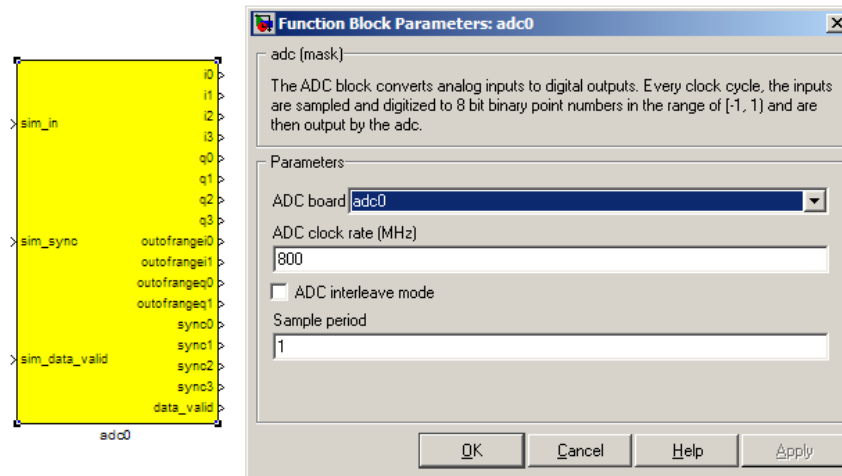 sim_in
sim_sync
sim_data_valid
i0
i1
i2
i3
q0
q1
q2
q3
outofrangei0
outofrangei1
outofrangeq0
outofrangeq1
sync0
sync1
sync2
sync3
data_valid
adc0
Function Block Parameters: adc0
adc (mask)
The ADC block converts analog inputs to digital outputs. Every clock cycle, the inputs
are sampled and digitized to 8 bit binary point numbers in the range of [-1, 1) and are
then output by the adc.
Parameters
ADC board adc0
ADC clock rate (MHz)
800
ADC interleave mode
Sample period
1
OK Cancel Help Apply